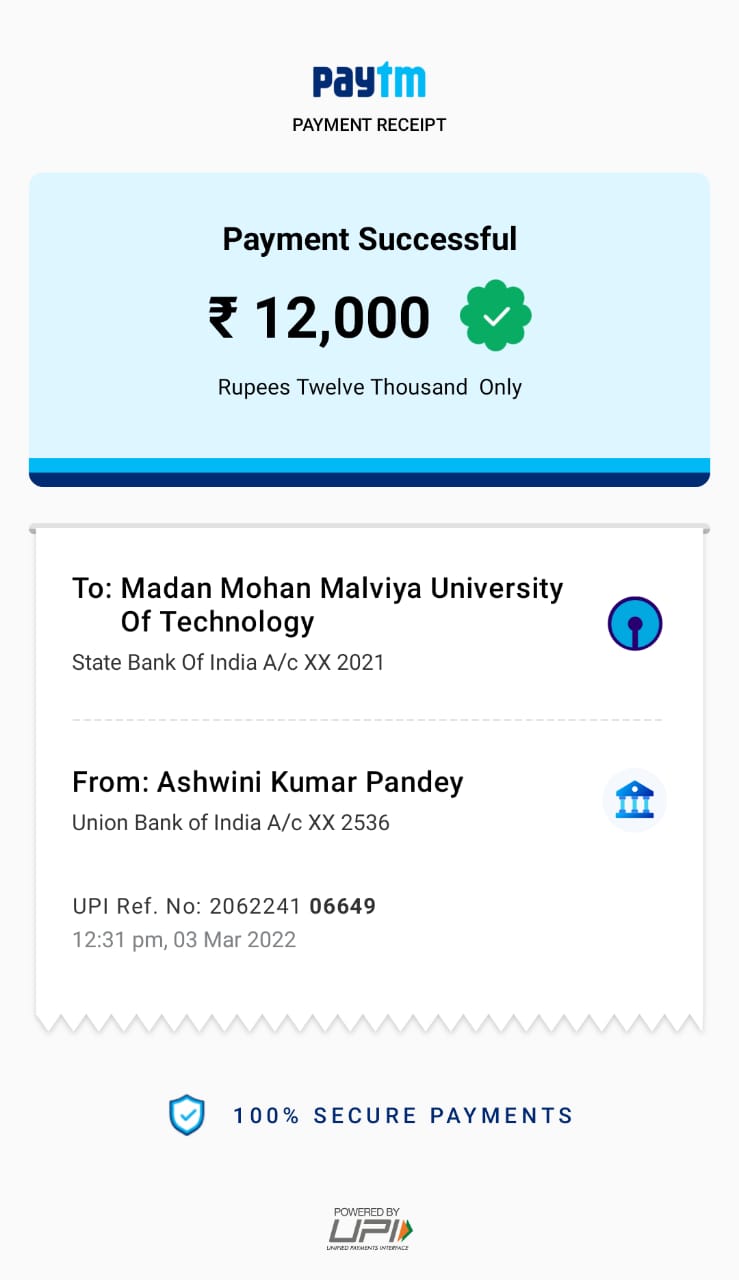 paytm
PAYMENT RECEIPT
Payment Successful
₹ 12,000
Rupees Twelve Thousand Only
To: Madan Mohan Malviya University
Of Technology
State Bank Of India A/c XX 2021
From: Ashwini Kumar Pandey
Union Bank of India A/c XX 2536
UPI Ref. No: 2062241 06649
12:31 pm, 03 Mar 2022
100% SECURE PAYMENTS
POWERED BY
UPI
UNIFIED PAYMENTS INTERFACE